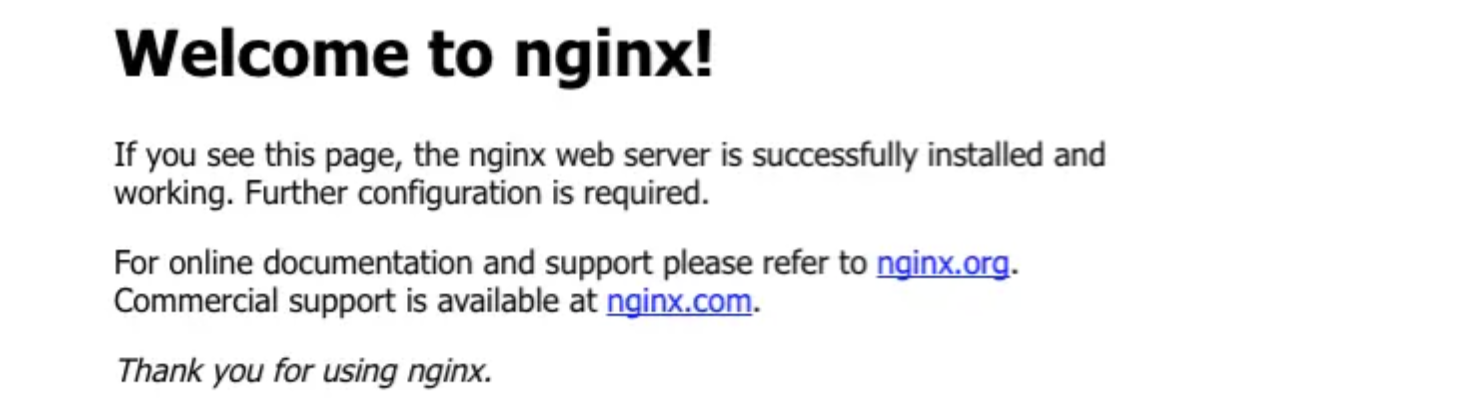 Welcome to nginx!
If you see this page, the nginx web server is successfully installed and
working. Further configuration is required.
For online documentation and support please refer to nginx.org.
Commercial support is available at nginx.com.
Thank you for using nginx.